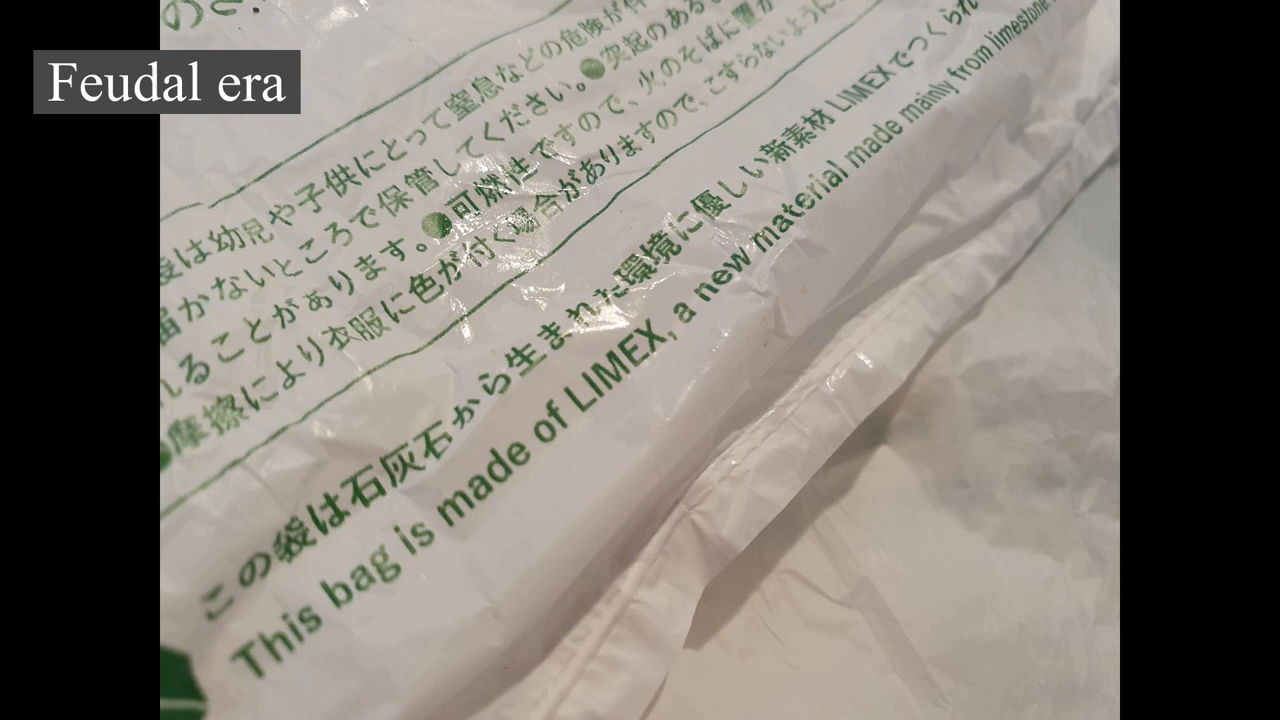 Feudal era
のさ
袋は幼児や子供にとって窒息などの危険が伴
届かないところで保管してください。●突起のある
れることがあります。●可燃性ですので、火のそばに置か
●摩擦により衣服に色が付く場合がありますので、こすらないように
この袋は石灰石から生まれた環境に優しい新素材 LIMEX でつくられ
This bag is made of LIMEX, a new material made mainly from limestone